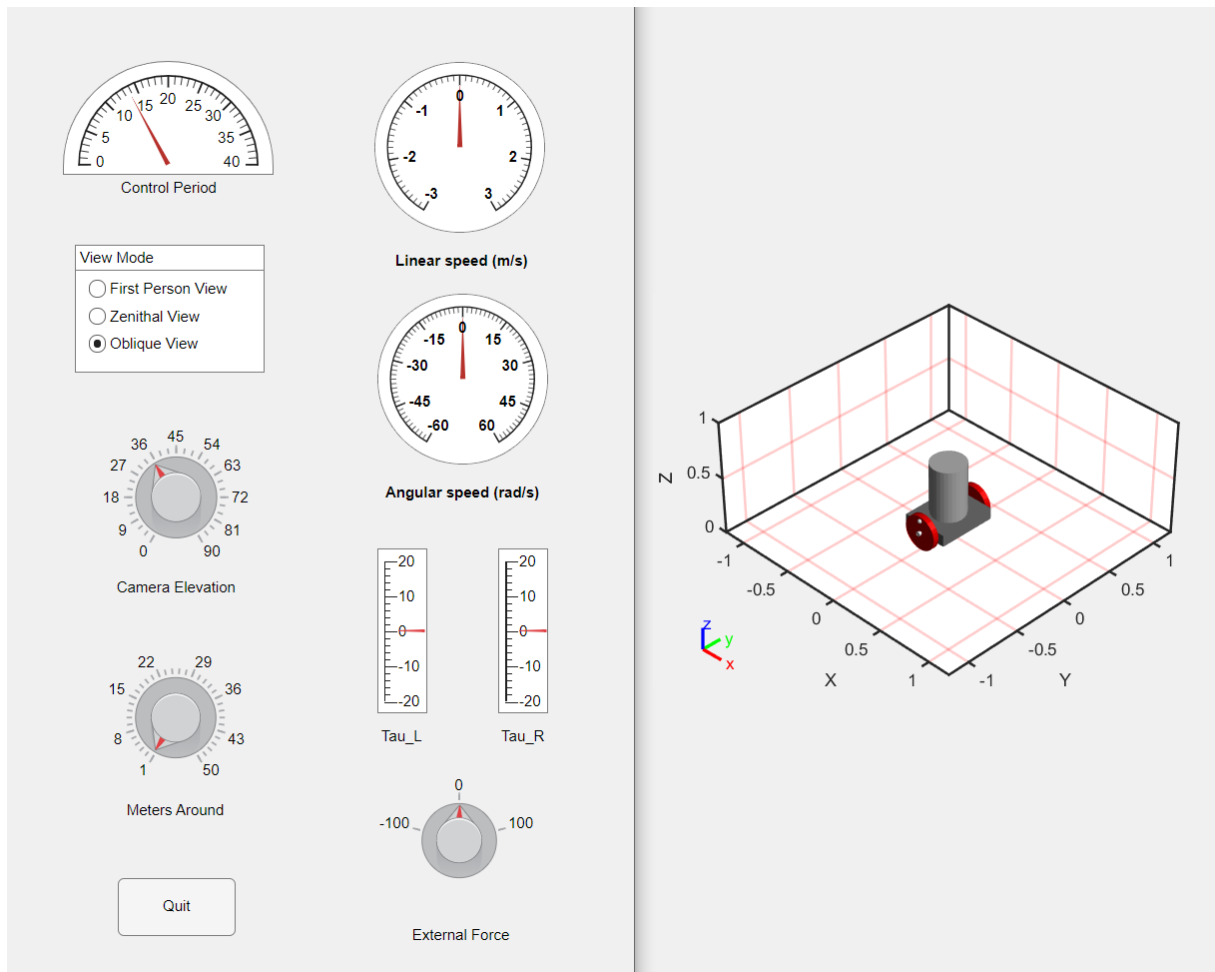 0 5 10 15 20 25 30 35 40
Control Period
View Mode
First Person View
Zenithal View
Oblique View
0 9 18 27 36 45 54 63 72 81 90
Camera Elevation
1 8 15 22 29 36 43 50
Meters Around
Quit
-3 -2 -1 0 1 2 3
Linear speed (m/s)
-60 -45 -30 -15 0 15 30 45 60
Angular speed (rad/s)
20
10
0
-10
-20
Tau_L
20
10
0
-10
-20
Tau_R
-100 0 100
External Force
1
0.5
0
Z
-1
-0.5
0
0.5
1
X
-1
-0.5
0
0.5
1
Y
z
y
x